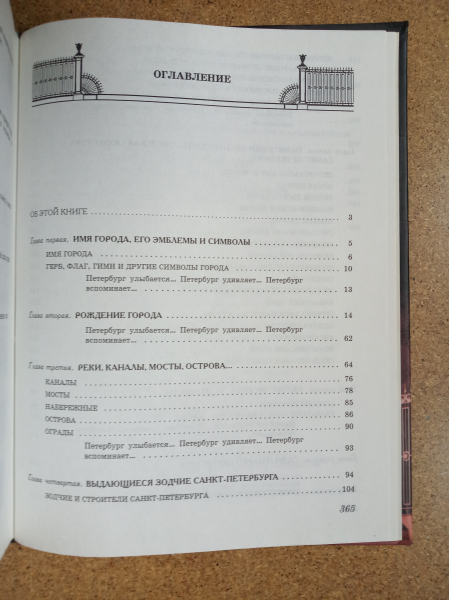 ОГЛАВЛЕНИЕ
ОБ ЭТОЙ КНИГЕ 3
Глава первая. ИМЯ ГОРОДА, ЕГО ЭМБЛЕМЫ И СИМВОЛЫ 5
ИМЯ ГОРОДА 6
ГЕРБ, ФЛАГ, ГИМН И ДРУГИЕ СИМВОЛЫ ГОРОДА 10
Петербург улыбается... Петербург удивляет... Петербург
вспоминает... 13
Глава вторая. РОЖДЕНИЕ ГОРОДА 14
Петербург улыбается... Петербург удивляет... Петербург
вспоминает... 62
Глава третья. РЕКИ, КАНАЛЫ, МОСТЫ, ОСТРОВА... 64
КАНАЛЫ 76
МОСТЫ 78
НАБЕРЕЖНЫЕ 85
ОСТРОВА 86
ОГРАДЫ 90
Петербург улыбается... Петербург удивляет... Петербург
вспоминает... 93
Глава четвертая. ВЫДАЮЩИЕСЯ ЗОДЧИЕ САНКТ-ПЕТЕРБУРГА 94
ЗОДЧИЕ И СТРОИТЕЛИ САНКТ-ПЕТЕРБУРГА 104
365